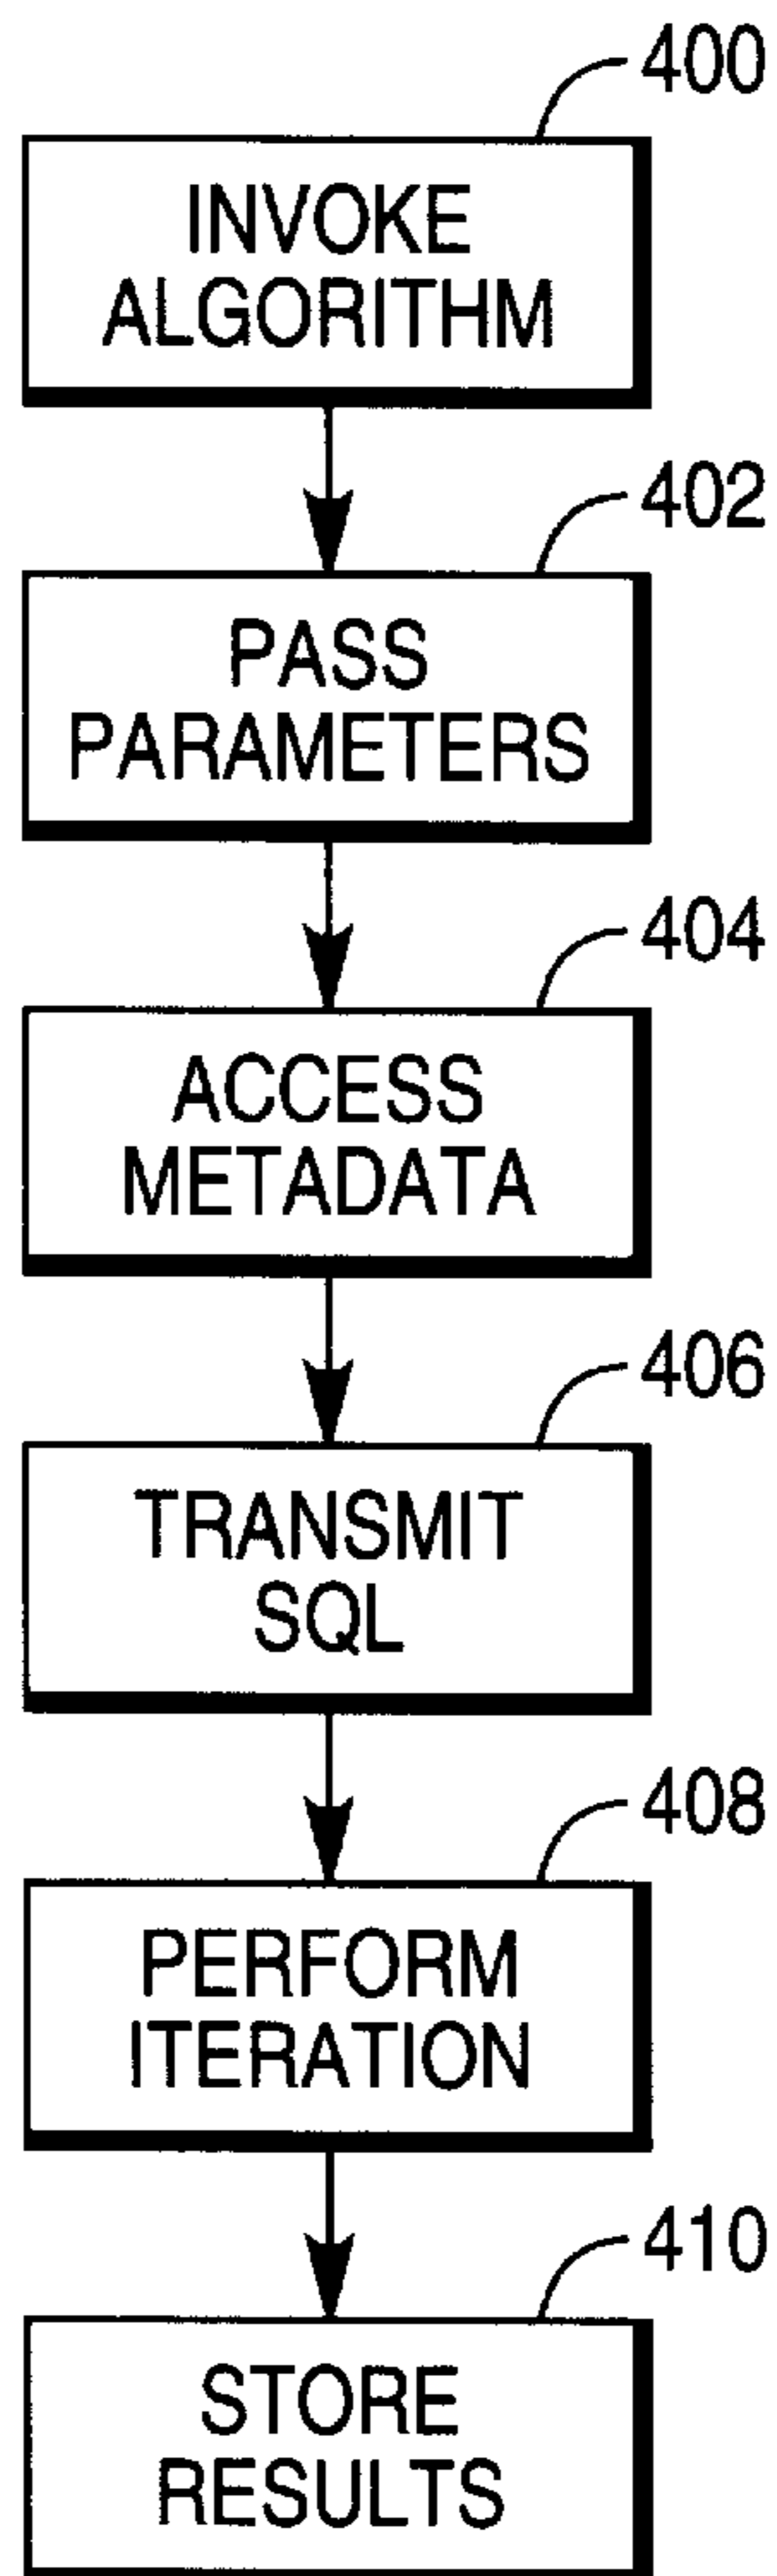 400
INVOKE
ALGORITHM
402
PASS
PARAMETERS
404
ACCESS
METADATA
406
TRANSMIT
SQL
408
PERFORM
ITERATION
410
STORE
RESULTS